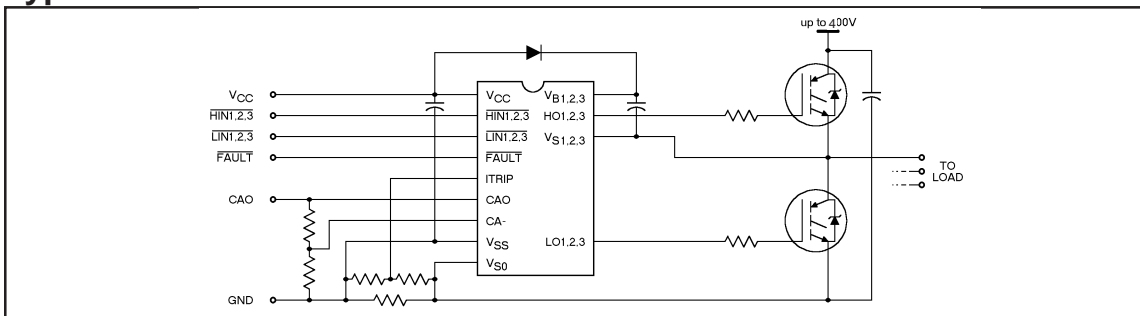 up to 400V
VCC
HIN1,2,3
LIN1,2,3
FAULT
CAO
GND
VCC
HIN1,2,3
LIN1,2,3
FAULT
ITRIP
CAO
CA-
VSS
VS0
VB1,2,3
HO1,2,3
VS1,2,3
LO1,2,3
TO
LOAD